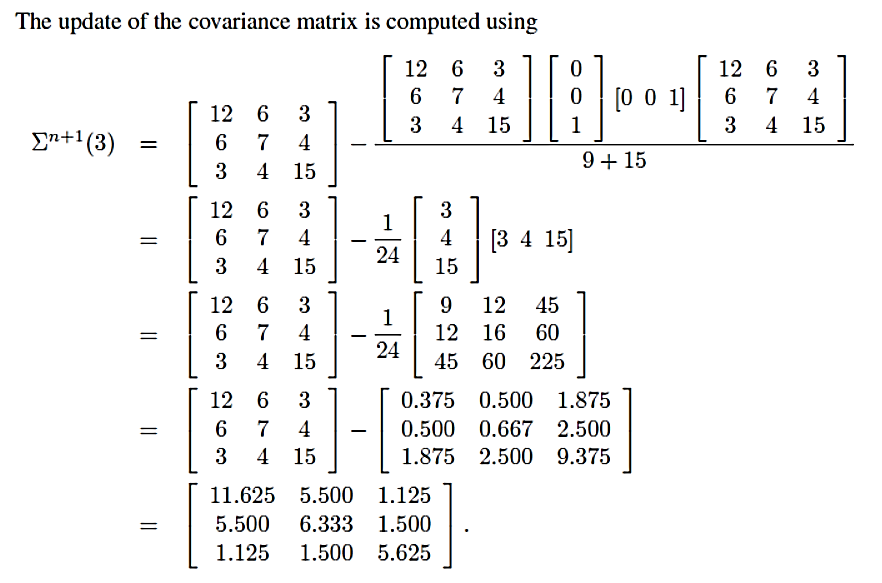 The update of the covariance matrix is computed using
Σⁿ⁺¹(3) = [ 12 6 3 ; 6 7 4 ; 3 4 15 ] − [ 12 6 3 ; 6 7 4 ; 3 4 15 ] [ 0 ; 0 ; 1 ] [0 0 1] [ 12 6 3 ; 6 7 4 ; 3 4 15 ] / 9 + 15
= [ 12 6 3 ; 6 7 4 ; 3 4 15 ] − 1/24 [ 3 ; 4 ; 15 ] [3 4 15]
= [ 12 6 3 ; 6 7 4 ; 3 4 15 ] − 1/24 [ 9 12 45 ; 12 16 60 ; 45 60 225 ]
= [ 12 6 3 ; 6 7 4 ; 3 4 15 ] − [ 0.375 0.500 1.875 ; 0.500 0.667 2.500 ; 1.875 2.500 9.375 ]
= [ 11.625 5.500 1.125 ; 5.500 6.333 1.500 ; 1.125 1.500 5.625 ] .